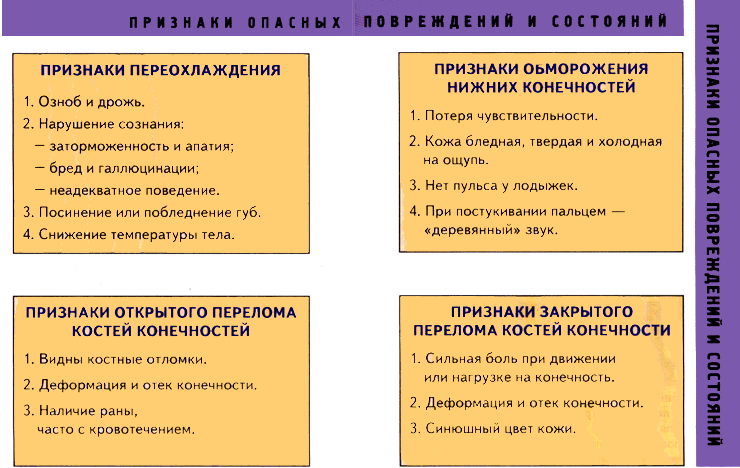 ПРИЗНАКИ ОПАСНЫХ ПОВРЕЖДЕНИЙ И СОСТОЯНИЙ
ПРИЗНАКИ ПЕРЕОХЛАЖДЕНИЯ
1. Озноб и дрожь.
2. Нарушение сознания:
– заторможенность и апатия;
– бред и галлюцинации;
– неадекватное поведение.
3. Посинение или побледнение губ.
4. Снижение температуры тела.
ПРИЗНАКИ ОЬМОРОЖЕНИЯ
НИЖНИХ КОНЕЧНОСТЕЙ
1. Потеря чувствительности.
2. Кожа бледная, твердая и холодная
на ощупь.
3. Нет пульса у лодыжек.
4. При постукивании пальцем —
«деревянный» звук.
ПРИЗНАКИ ОТКРЫТОГО ПЕРЕЛОМА
КОСТЕЙ КОНЕЧНОСТЕЙ
1. Видны костные отломки.
2. Деформация и отек конечности.
3. Наличие раны,
часто с кровотечением.
ПРИЗНАКИ ЗАКРЫТОГО
ПЕРЕЛОМА КОСТЕЙ КОНЕЧНОСТИ
1. Сильная боль при движении
или нагрузке на конечность.
2. Деформация и отек конечности.
3. Синюшный цвет кожи.
ПРИЗНАКИ ОПАСНЫХ ПОВРЕЖДЕНИЙ И СОСТОЯНИЙ